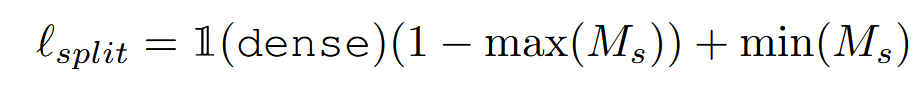 ℓ_split = 𝟙(dense)(1 − max(M_s)) + min(M_s)